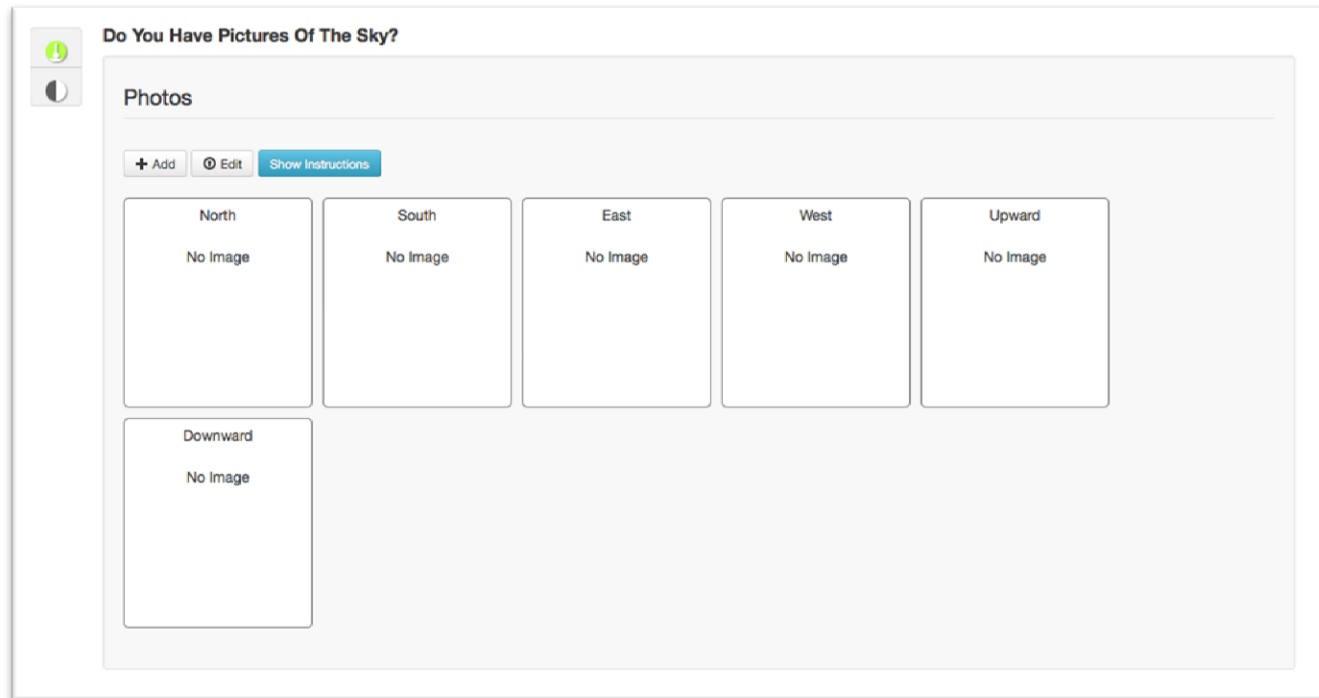 Do You Have Pictures Of The Sky?
Photos
Add Edit Show Instructions
North South East West Upward
No Image No Image No Image No Image No Image
Downward
No Image